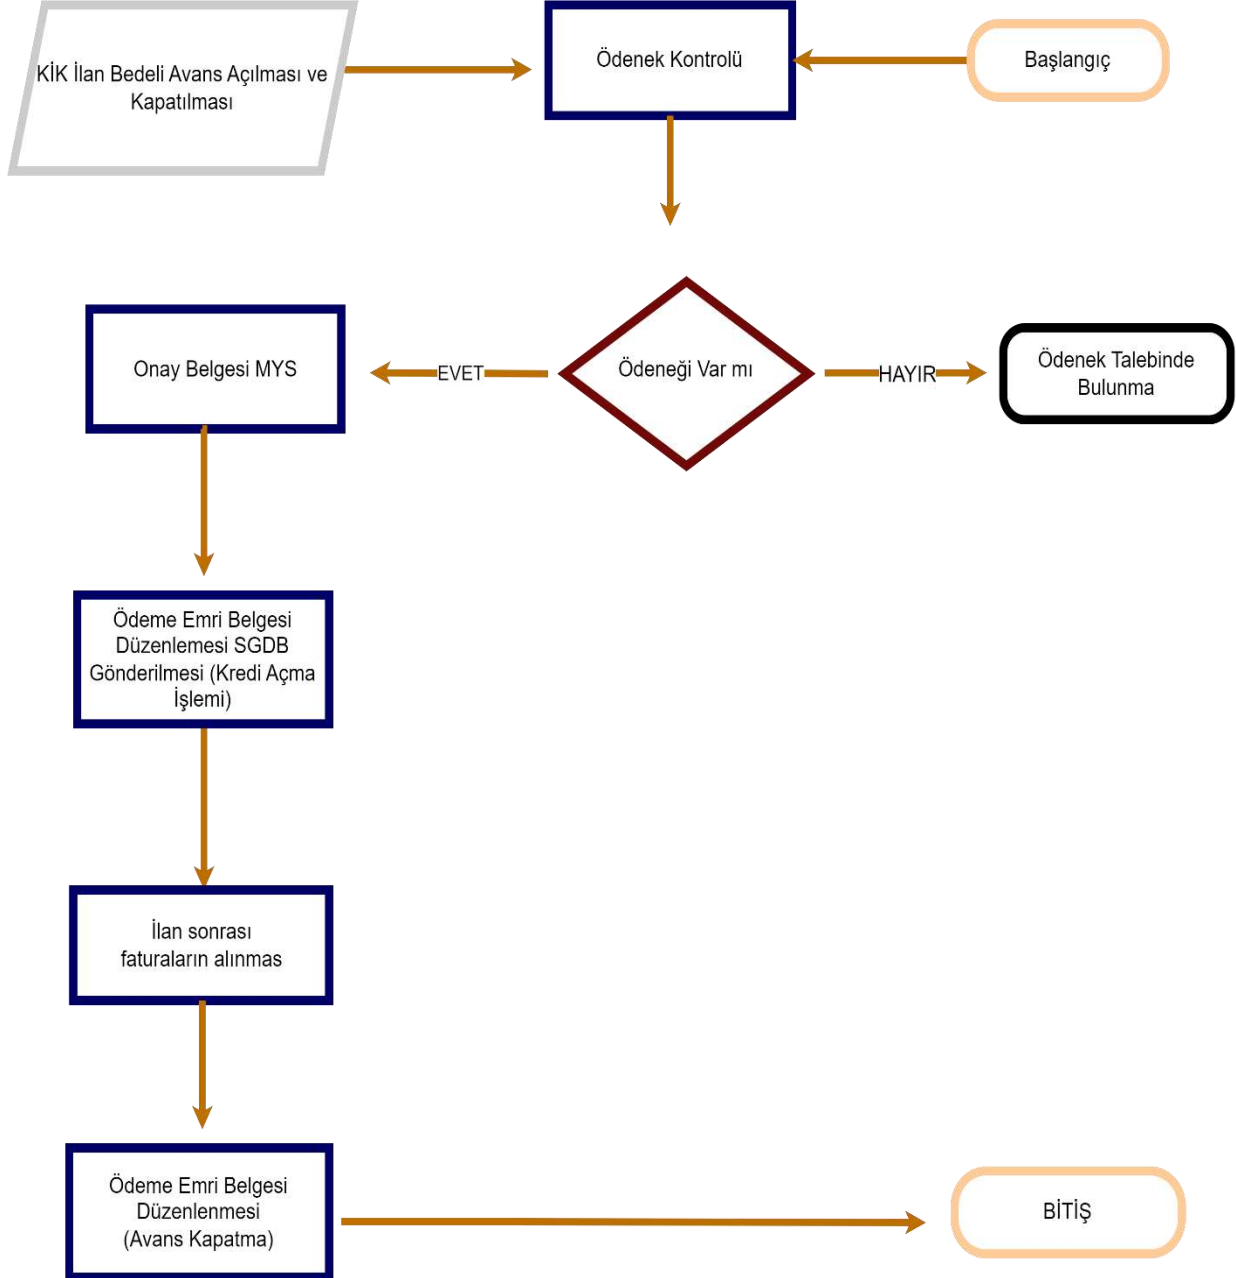 KİK İlan Bedeli Avans Açılması ve
Kapatılması
Ödenek Kontrolü
Başlangıç
Onay Belgesi MYS
EVET
Ödeneği Var mı
HAYIR
Ödenek Talebinde
Bulunma
Ödeme Emri Belgesi
Düzenlemesi SGDB
Gönderilmesi (Kredi Açma
İşlemi)
İlan sonrası
faturaların alınmas
Ödeme Emri Belgesi
Düzenlenmesi
(Avans Kapatma)
BİTİŞ